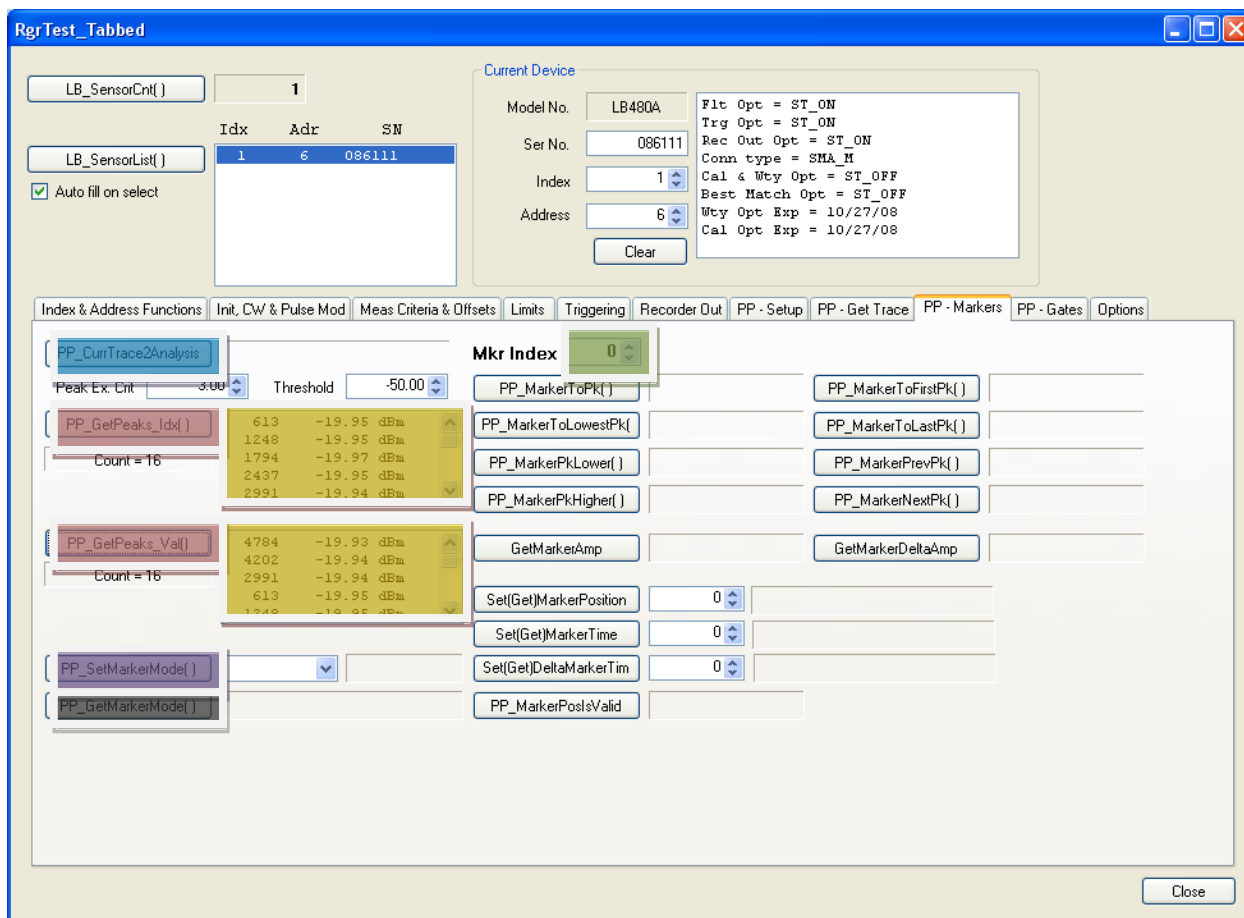 RgrTest_Tabbed
LB_SensorCnt( )
1
Idx Adr SN
LB_SensorList( )
1 6 086111
Auto fill on select
Current Device
Model No. LB480A
Ser No. 086111
Index 1
Address 6
Clear
Flt Opt = ST_ON
Trg Opt = ST_ON
Rec Out Opt = ST_ON
Conn type = SMA_M
Cal & Wty Opt = ST_OFF
Best Match Opt = ST_OFF
Wty Opt Exp = 10/27/08
Cal Opt Exp = 10/27/08
Index & Address Functions Init, CW & Pulse Mod Meas Criteria & Offsets Limits Triggering Recorder Out PP - Setup PP - Get Trace PP - Markers PP - Gates Options
PP_CurrTrace2Analysis
Peak Ex. Crit 3.00 Threshold -50.00
PP_GetPeaks_Idx( )
Count = 16
613 -19.95 dBm
1248 -19.95 dBm
1794 -19.97 dBm
2437 -19.95 dBm
2991 -19.94 dBm
PP_GetPeaks_Val()
Count = 16
4784 -19.93 dBm
4202 -19.94 dBm
2991 -19.94 dBm
613 -19.95 dBm
1248 -19.95 dBm
PP_SetMarkerMode( )
PP_GetMarkerMode( )
Mkr Index 0
PP_MarkerToPk( ) PP_MarkerToFirstPk( )
PP_MarkerToLowestPk( PP_MarkerToLastPk( )
PP_MarkerPkLower( ) PP_MarkerPrevPk( )
PP_MarkerPkHigher( ) PP_MarkerNextPk( )
GetMarkerAmp GetMarkerDeltaAmp
Set(Get)MarkerPosition 0
Set(Get)MarkerTime 0
Set(Get)DeltaMarkerTim 0
PP_MarkerPosIsValid
Close